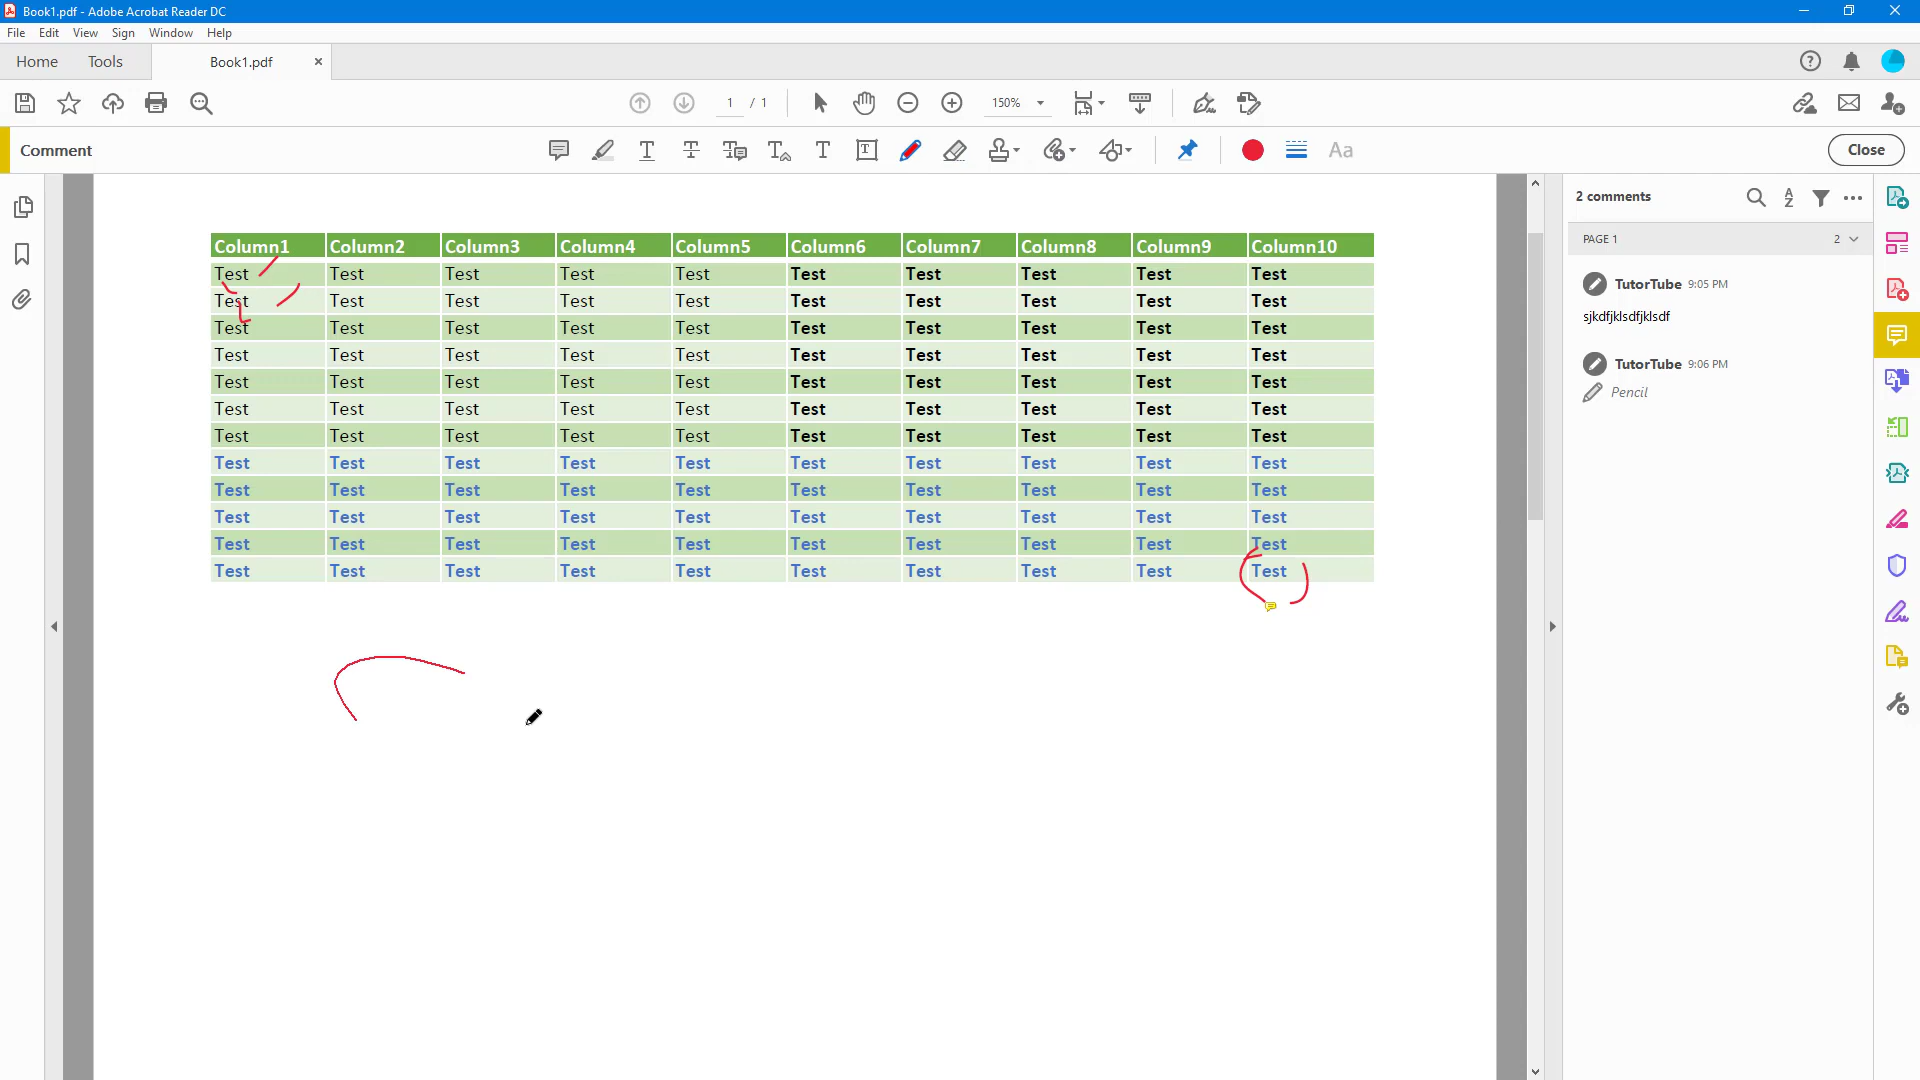 Book1.pdf - Adobe Acrobat Reader DC
File Edit View Sign Window Help
Home Tools Book1.pdf
1 / 1 150%
Comment Close
2 comments
PAGE 1 2
TutorTube 9:05 PM
sjkdfjklsdfjklsdf
TutorTube 9:06 PM
Pencil
Column1 Column2 Column3 Column4 Column5 Column6 Column7 Column8 Column9 Column10
Test Test Test Test Test Test Test Test Test Test
Test Test Test Test Test Test Test Test Test Test
Test Test Test Test Test Test Test Test Test Test
Test Test Test Test Test Test Test Test Test Test
Test Test Test Test Test Test Test Test Test Test
Test Test Test Test Test Test Test Test Test Test
Test Test Test Test Test Test Test Test Test Test
Test Test Test Test Test Test Test Test Test Test
Test Test Test Test Test Test Test Test Test Test
Test Test Test Test Test Test Test Test Test Test
Test Test Test Test Test Test Test Test Test Test
Test Test Test Test Test Test Test Test Test Test